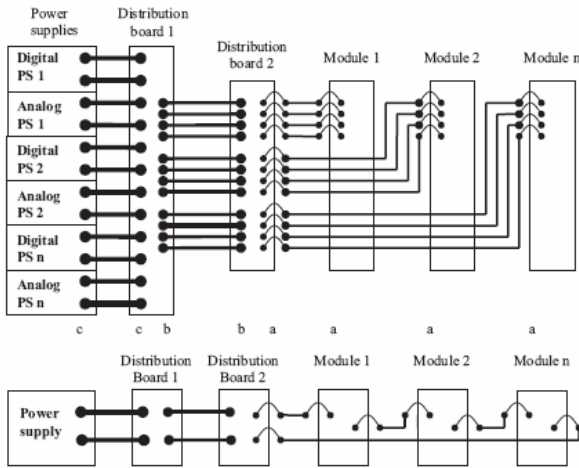 Power
supplies
Distribution
board 1
Distribution
board 2
Module 1
Module 2
Module n
Digital
PS 1
Analog
PS 1
Digital
PS 2
Analog
PS 2
Digital
PS n
Analog
PS n
c c b b a a a a
Distribution
Board 1
Distribution
Board 2
Module 1
Module 2
Module n
Power
supply